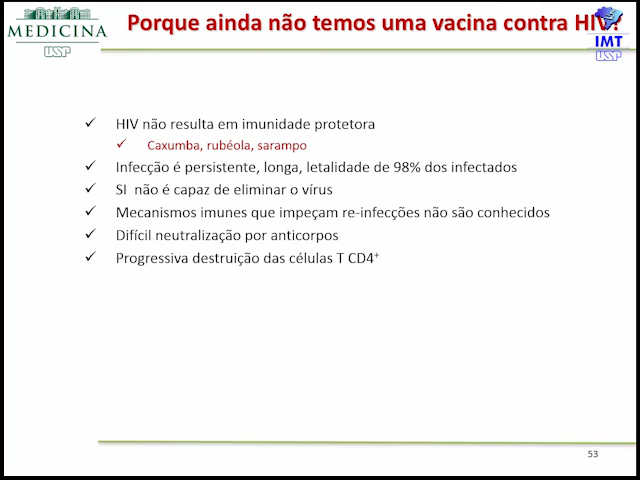 MEDICINA
USP
Porque ainda não temos uma vacina contra HIV?
IMT
USP
HIV não resulta em imunidade protetora
Caxumba, rubéola, sarampo
Infecção é persistente, longa, letalidade de 98% dos infectados
SI não é capaz de eliminar o vírus
Mecanismos imunes que impeçam re-infecções não são conhecidos
Difícil neutralização por anticorpos
Progressiva destruição das células T CD4⁺
53